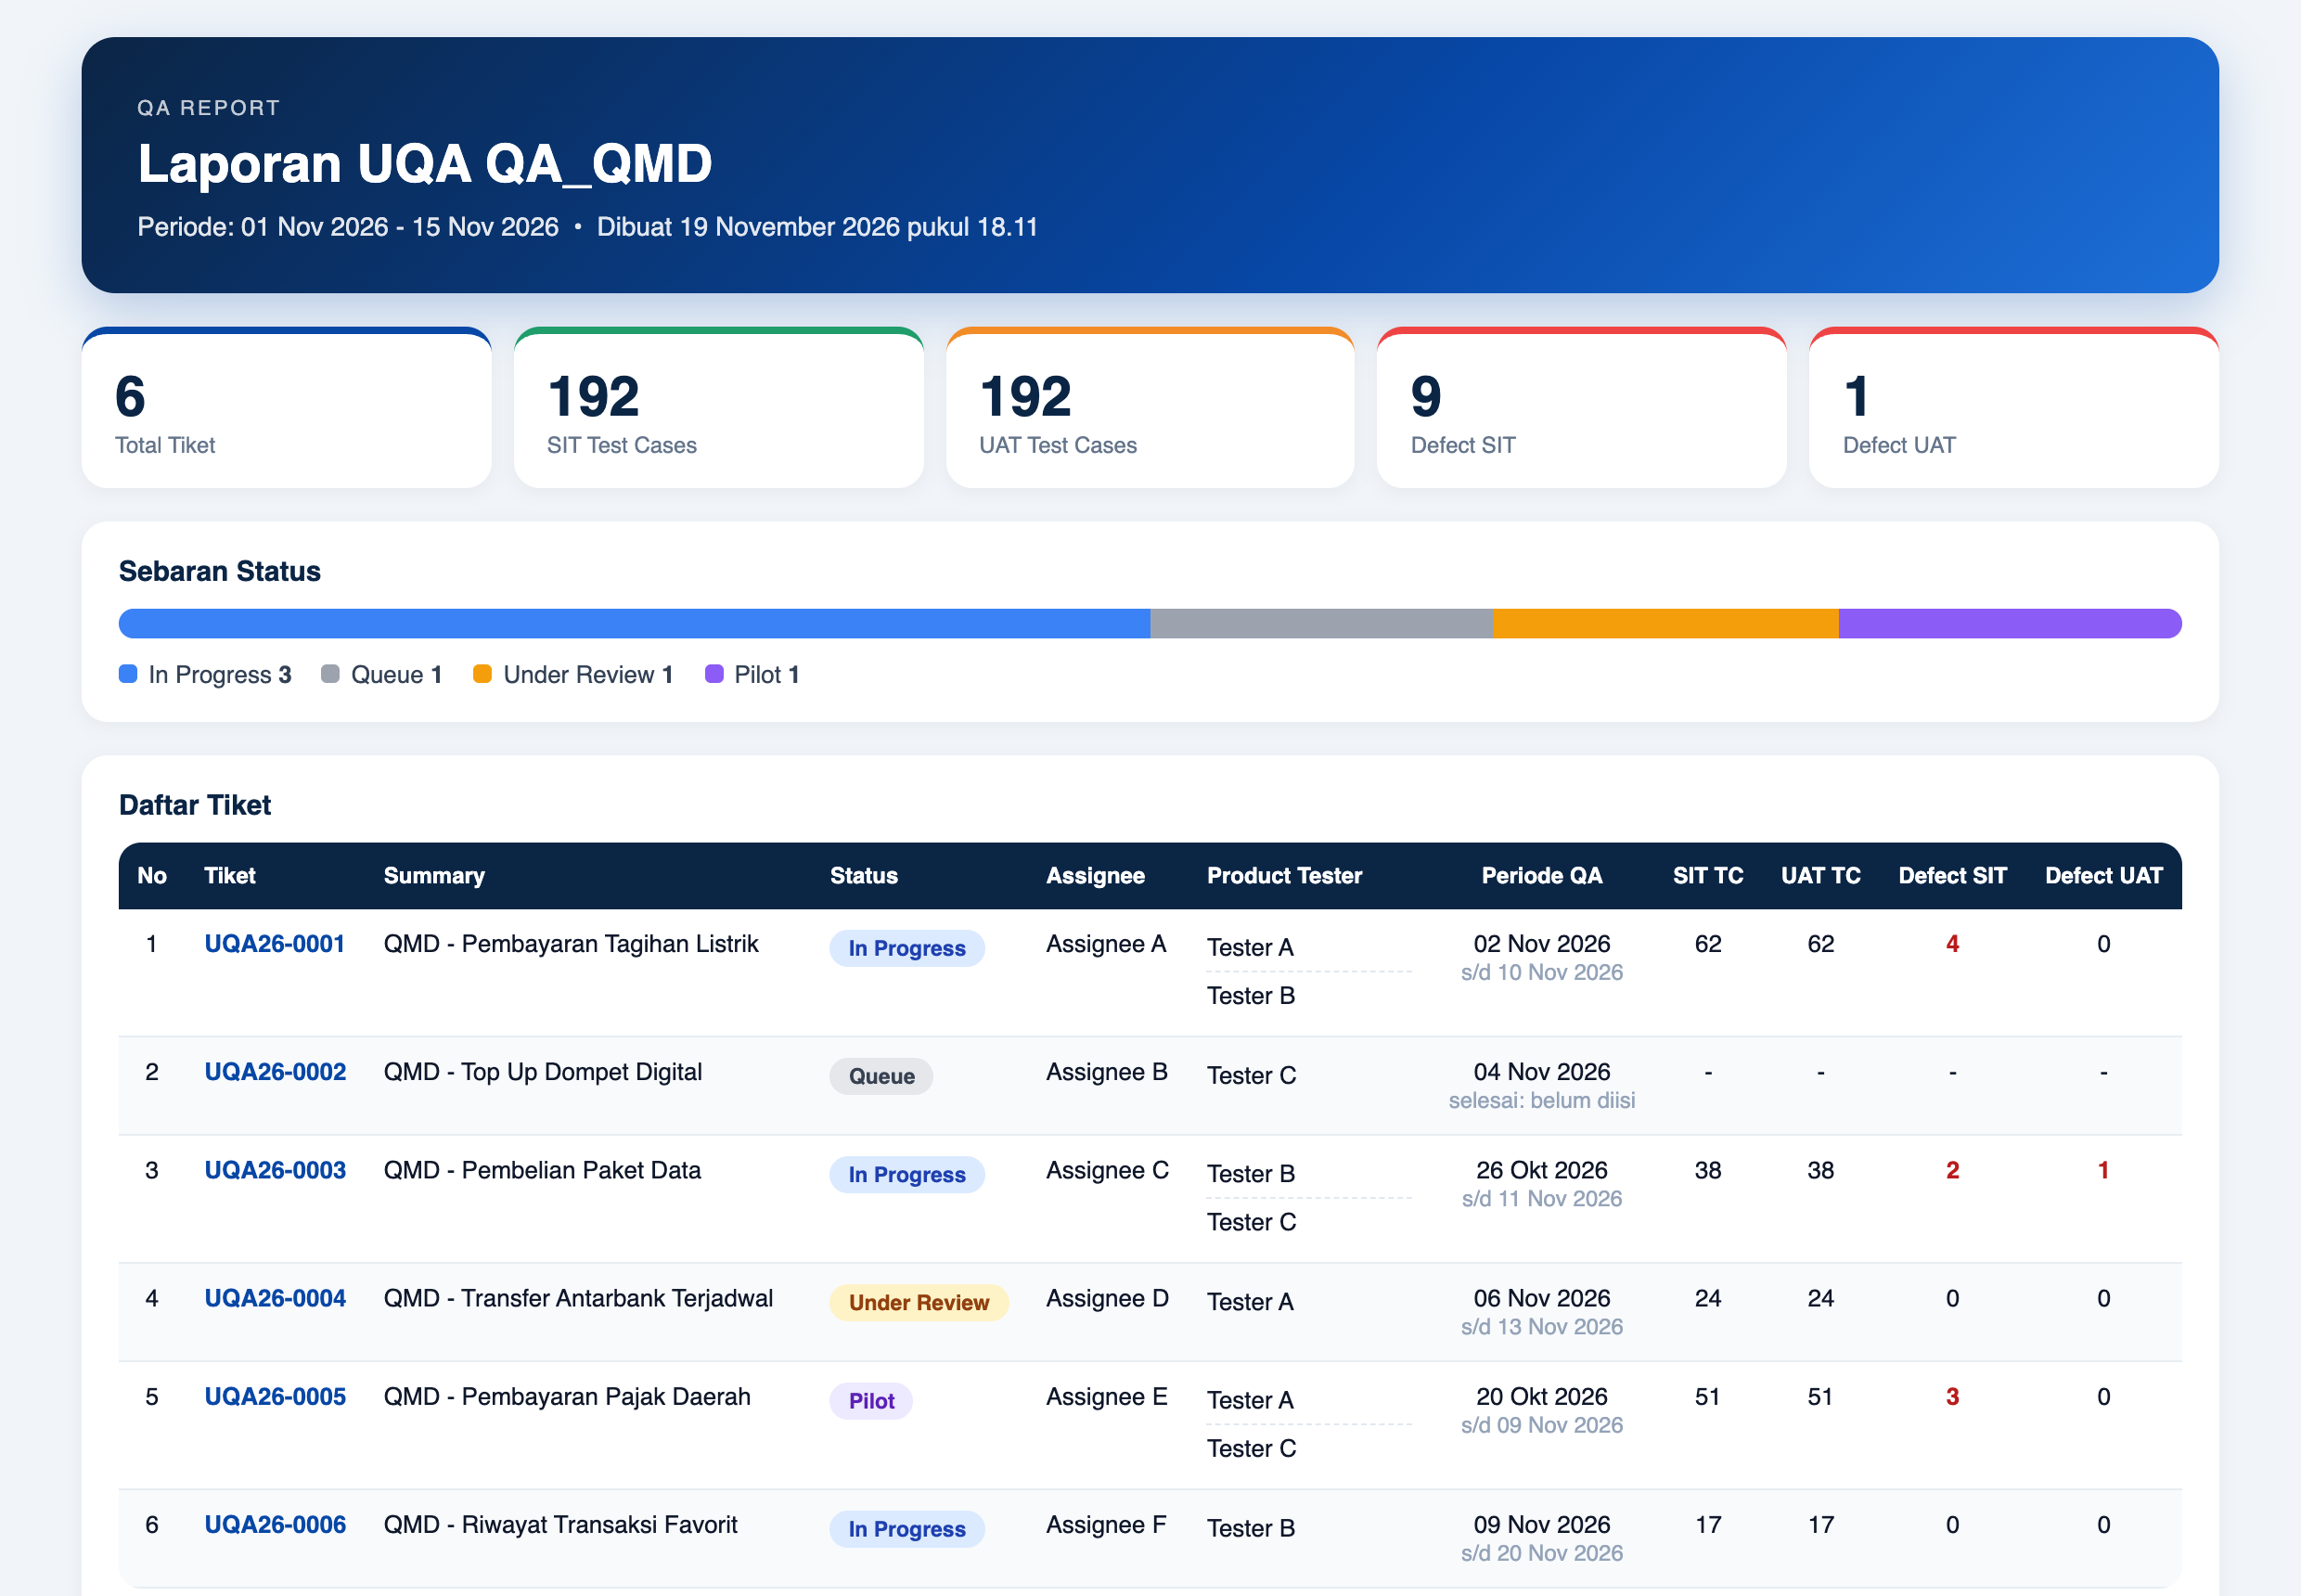 QA REPORT
Laporan UQA QA_QMD
Periode: 01 Nov 2026 - 15 Nov 2026 • Dibuat 19 November 2026 pukul 18.11
6
Total Tiket
192
SIT Test Cases
192
UAT Test Cases
9
Defect SIT
1
Defect UAT
Sebaran Status
In Progress 3 Queue 1 Under Review 1 Pilot 1
Daftar Tiket
No Tiket Summary Status Assignee Product Tester Periode QA SIT TC UAT TC Defect SIT Defect UAT
1 UQA26-0001 QMD - Pembayaran Tagihan Listrik In Progress Assignee A Tester A 02 Nov 2026 62 62 4 0
s/d 10 Nov 2026
Tester B
2 UQA26-0002 QMD - Top Up Dompet Digital Queue Assignee B Tester C 04 Nov 2026 - - - -
selesai: belum diisi
3 UQA26-0003 QMD - Pembelian Paket Data In Progress Assignee C Tester B 26 Okt 2026 38 38 2 1
s/d 11 Nov 2026
Tester C
4 UQA26-0004 QMD - Transfer Antarbank Terjadwal Under Review Assignee D Tester A 06 Nov 2026 24 24 0 0
s/d 13 Nov 2026
5 UQA26-0005 QMD - Pembayaran Pajak Daerah Pilot Assignee E Tester A 20 Okt 2026 51 51 3 0
s/d 09 Nov 2026
Tester C
6 UQA26-0006 QMD - Riwayat Transaksi Favorit In Progress Assignee F Tester B 09 Nov 2026 17 17 0 0
s/d 20 Nov 2026